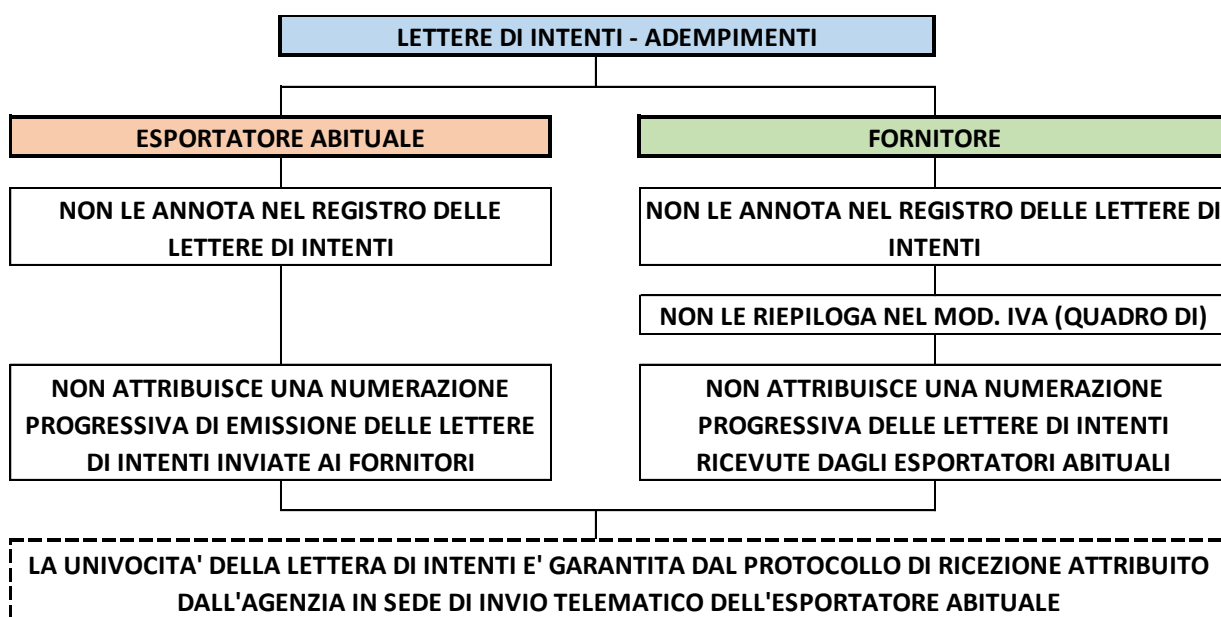 LETTERE DI INTENTI - ADEMPIMENTI
ESPORTATORE ABITUALE
NON LE ANNOTA NEL REGISTRO DELLE
LETTERE DI INTENTI
NON ATTRIBUISCE UNA NUMERAZIONE
PROGRESSIVA DI EMISSIONE DELLE LETTERE
DI INTENTI INVIATE AI FORNITORI
FORNITORE
NON LE ANNOTA NEL REGISTRO DELLE LETTERE DI
INTENTI
NON LE RIEPILOGA NEL MOD. IVA (QUADRO DI)
NON ATTRIBUISCE UNA NUMERAZIONE
PROGRESSIVA DELLE LETTERE DI INTENTI
RICEVUTE DAGLI ESPORTATORI ABITUALI
LA UNIVOCITA' DELLA LETTERA DI INTENTI E' GARANTITA DAL PROTOCOLLO DI RICEZIONE ATTRIBUITO
DALL'AGENZIA IN SEDE DI INVIO TELEMATICO DELL'ESPORTATORE ABITUALE